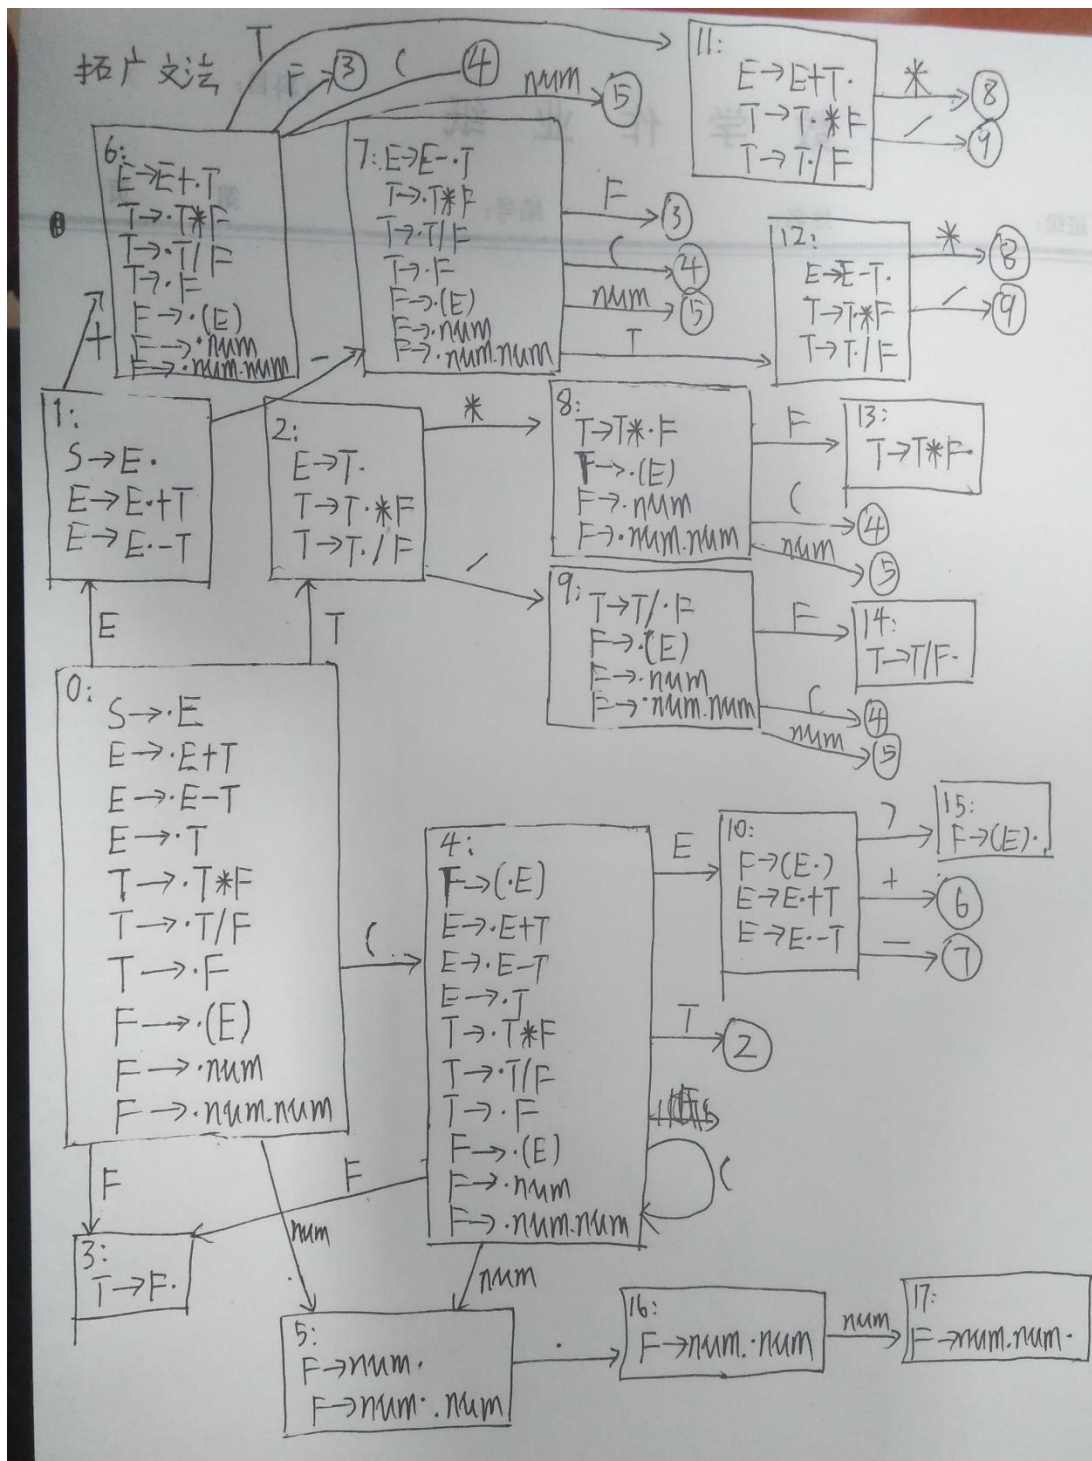 拓广文法
T
F
③
(
④
num
⑤
11:
E→E+T·
T→T·*F
T→T·/F
*
⑧
/
⑨
6:
E→E+·T
T→·T*F
T→·T/F
T→·F
F→·(E)
F→·num
F→·num.num
7: E→E-·T
T→·T*F
T→·T/F
T→·F
F→·(E)
F→·num
F→·num.num
F
③
(
④
num
⑤
T
12:
E→E-T·
T→T·*F
T→T·/F
*
⑧
/
⑨
+
-
1:
S→E·
E→E·+T
E→E·-T
2:
E→T·
T→T·*F
T→T·/F
*
/
8:
T→T*·F
F→·(E)
F→·num
F→·num.num
F
(
④
num
⑤
13:
T→T*F·
9:
T→T/·F
F→·(E)
F→·num
F→·num.num
F
(
④
num
⑤
14:
T→T/F·
E
T
0:
S→·E
E→·E+T
E→·E-T
E→·T
T→·T*F
T→·T/F
T→·F
F→·(E)
F→·num
F→·num.num
(
4:
F→(·E)
E→·E+T
E→·E-T
E→·T
T→·T*F
T→·T/F
T→·F
F→·(E)
F→·num
F→·num.num
E
10:
F→(E·)
E→E·+T
E→E·-T
)
15:
F→(E)·
+
⑥
-
⑦
T
②
(
F
F
num
num
3:
T→F·
5:
F→num·
F→num·.num
.
16:
F→num.·num
num
17:
F→num.num·